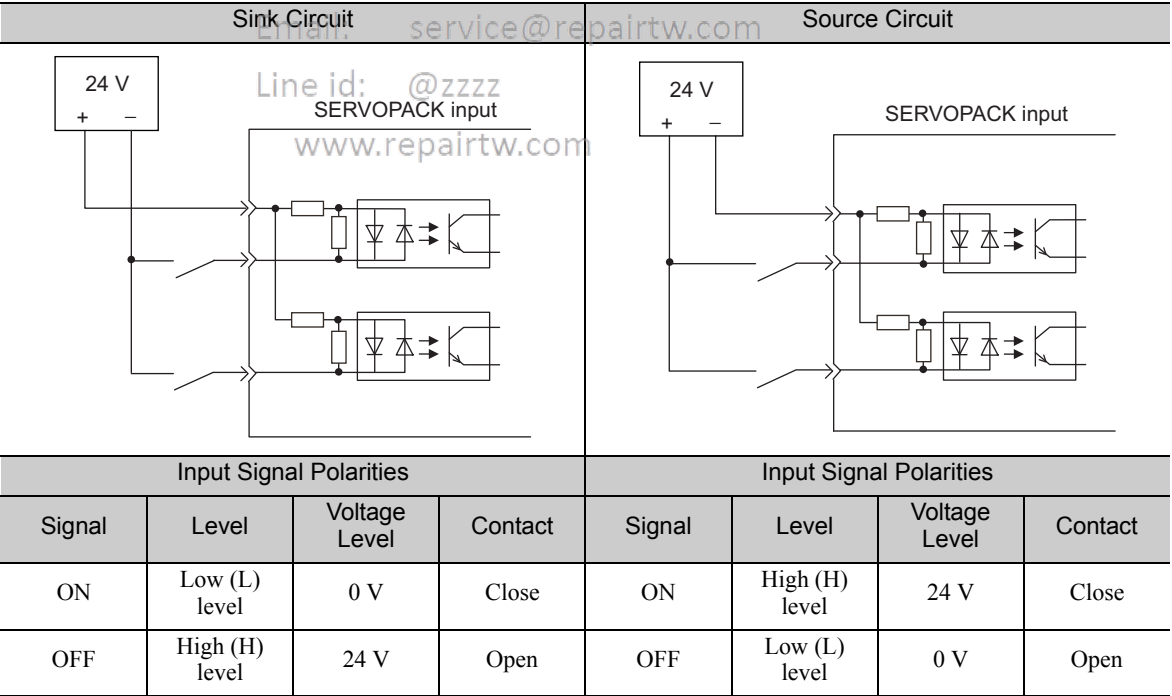 Sink Circuit
Source Circuit
Email: service@repairtw.com
Line id: @zzzz
www.repairtw.com
24 V
+ −
SERVOPACK input
24 V
+ −
SERVOPACK input
Input Signal Polarities
Input Signal Polarities
Signal Level Voltage Level Contact Signal Level Voltage Level Contact
ON Low (L) level 0 V Close ON High (H) level 24 V Close
OFF High (H) level 24 V Open OFF Low (L) level 0 V Open